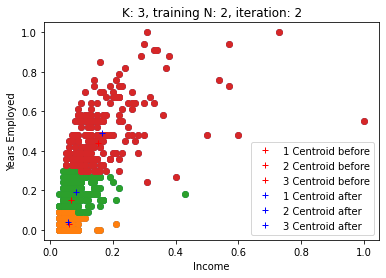 K: 3, training N: 2, iteration: 2
1.0
0.8
0.6
0.4
0.2
0.0
Years Employed
1 Centroid before
2 Centroid before
3 Centroid before
1 Centroid after
2 Centroid after
3 Centroid after
0.0 0.2 0.4 0.6 0.8 1.0
Income